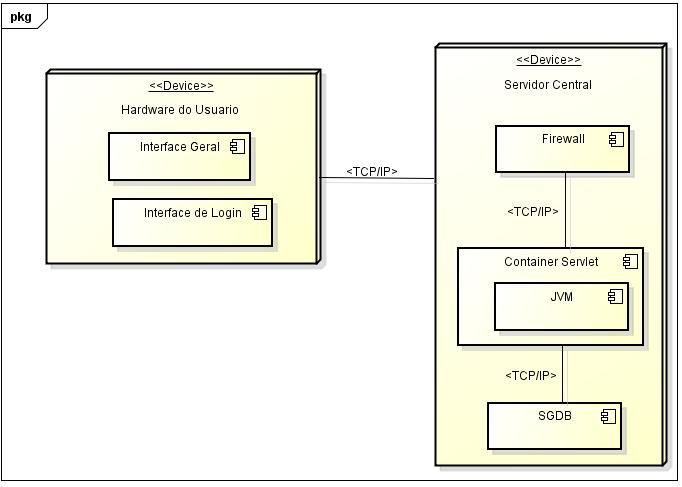 pkg
<<Device>>
Hardware do Usuario
Interface Geral
Interface de Login
<TCP/IP>
<<Device>>
Servidor Central
Firewall
<TCP/IP>
Container Servlet
JVM
<TCP/IP>
SGDB